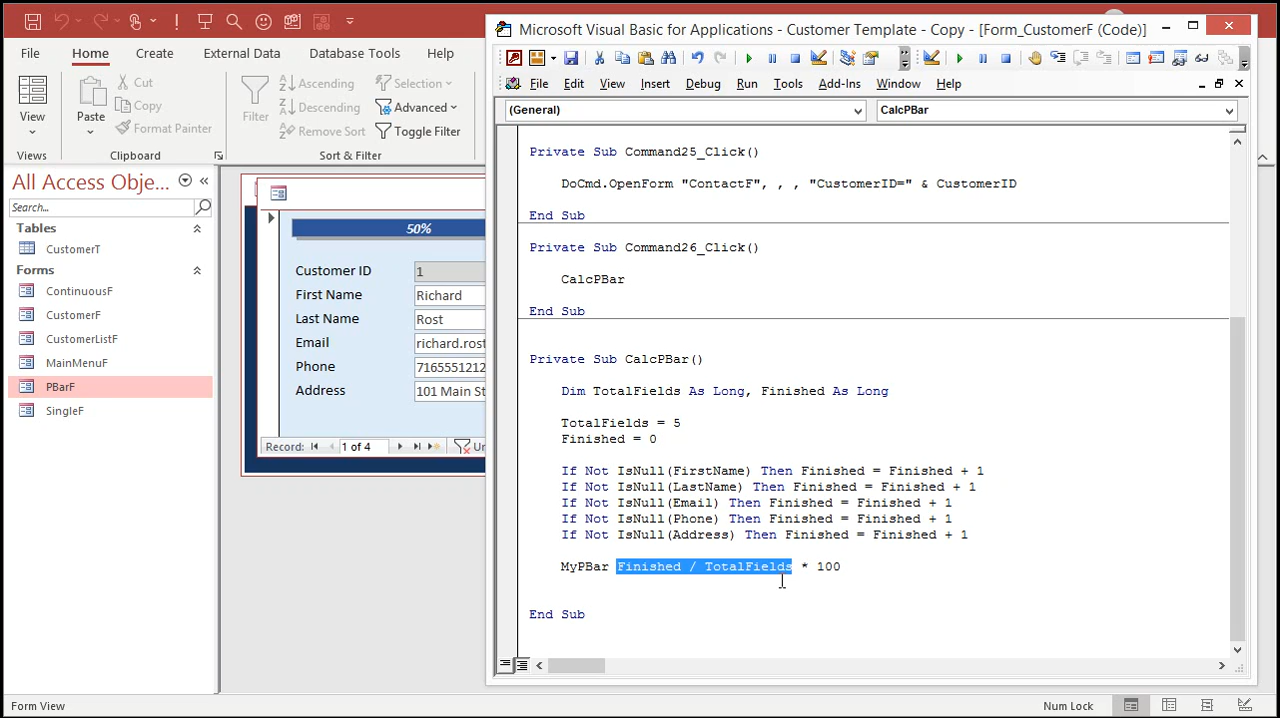 Microsoft Visual Basic for Applications - Customer Template - Copy - [Form_CustomerF (Code)]
File Home Create External Data Database Tools Help
File Edit View Insert Debug Run Tools Add-Ins Window Help
View
Views
Paste
Cut
Copy
Format Painter
Clipboard
Filter
Ascending
Descending
Remove Sort
Selection
Advanced
Toggle Filter
Sort & Filter
(General)
CalcPBar
All Access Obje...
Search...
Tables
CustomerT
Forms
ContinuousF
CustomerF
CustomerListF
MainMenuF
PBarF
SingleF
50%
Customer ID 1
First Name Richard
Last Name Rost
Email richard.rost
Phone 7165551212
Address 101 Main St
Record: 1 of 4
Private Sub Command25_Click()
DoCmd.OpenForm "ContactF", , , "CustomerID=" & CustomerID
End Sub
Private Sub Command26_Click()
CalcPBar
End Sub
Private Sub CalcPBar()
Dim TotalFields As Long, Finished As Long
TotalFields = 5
Finished = 0
If Not IsNull(FirstName) Then Finished = Finished + 1
If Not IsNull(LastName) Then Finished = Finished + 1
If Not IsNull(Email) Then Finished = Finished + 1
If Not IsNull(Phone) Then Finished = Finished + 1
If Not IsNull(Address) Then Finished = Finished + 1
MyPBar Finished / TotalFields * 100
End Sub
Form View
Num Lock